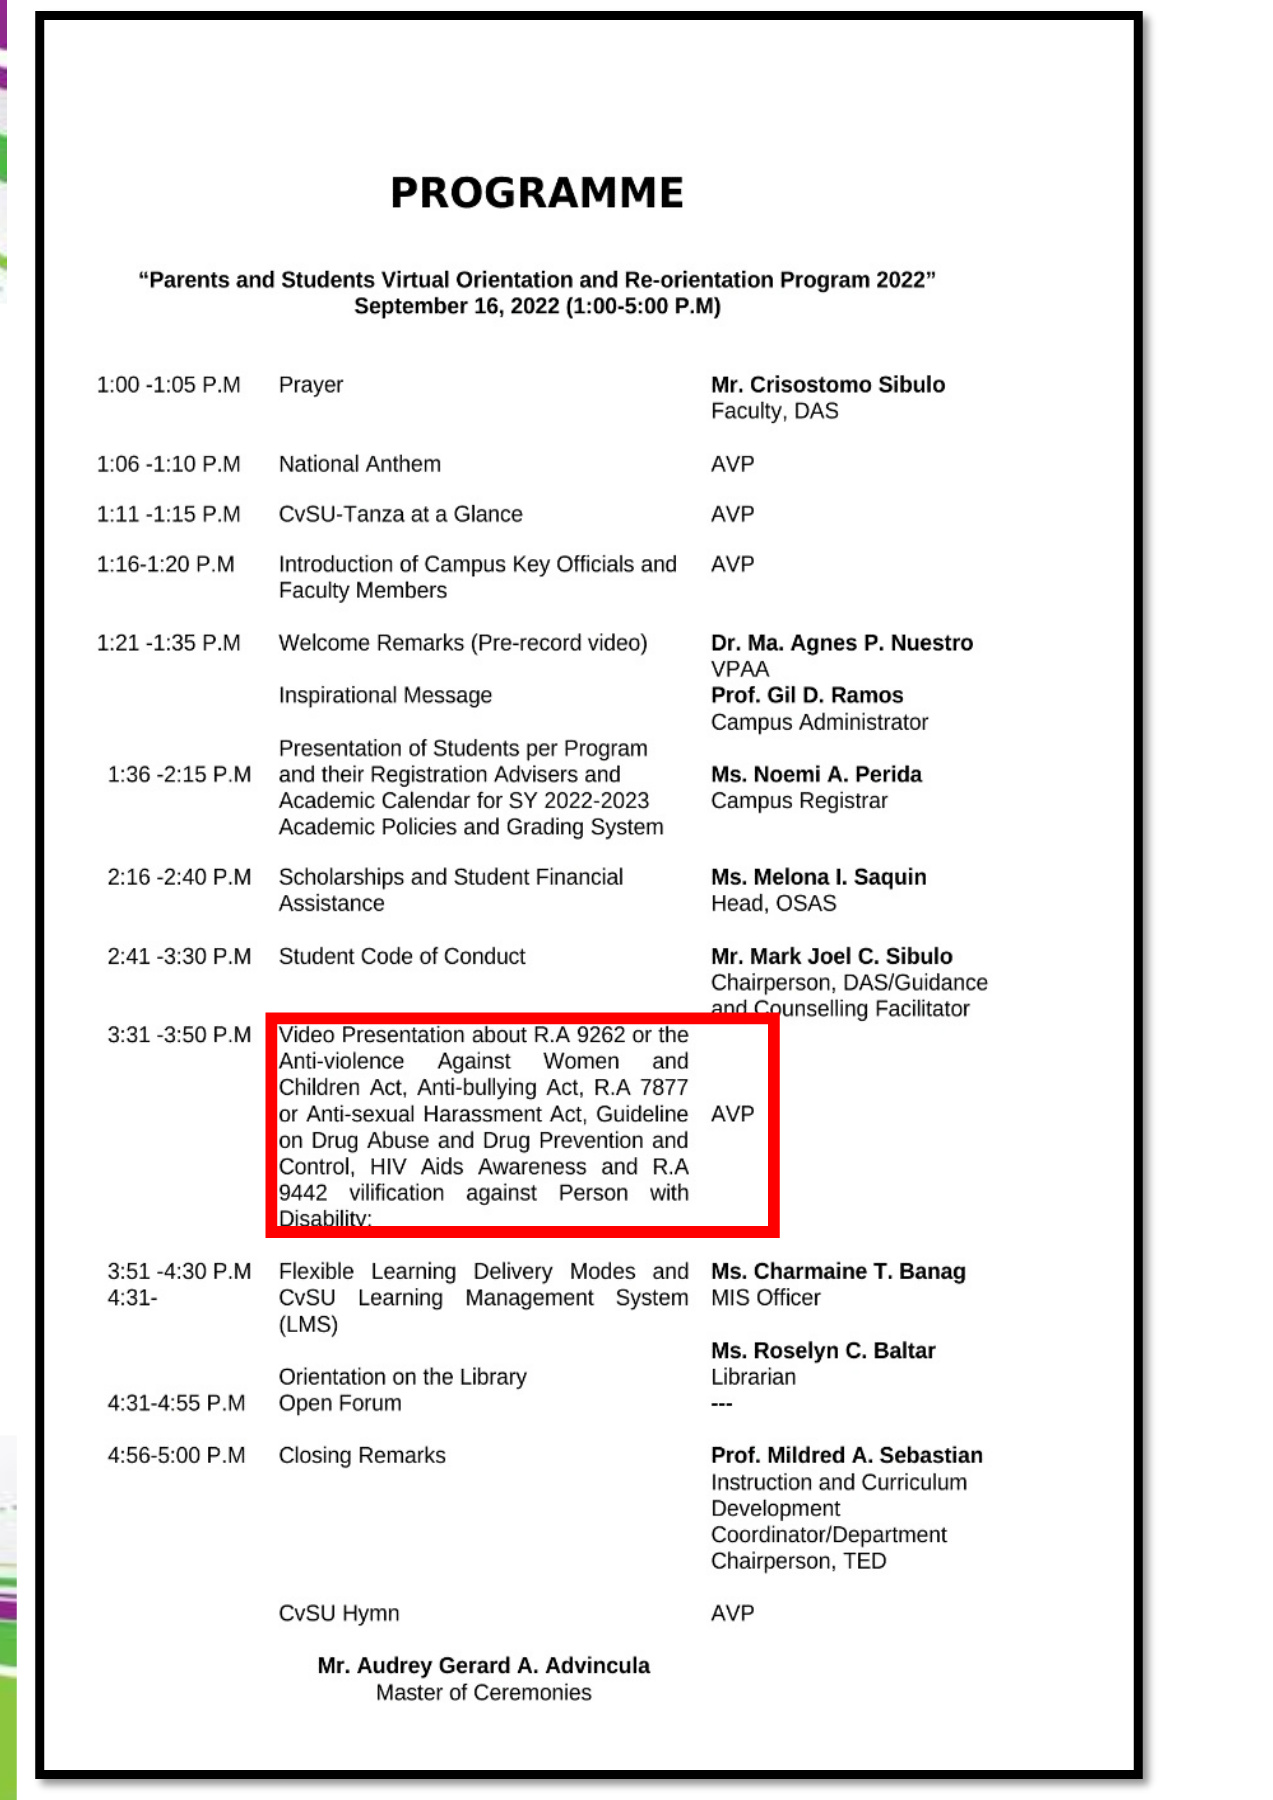 PROGRAMME
“Parents and Students Virtual Orientation and Re-orientation Program 2022”
September 16, 2022 (1:00-5:00 P.M)
1:00 -1:05 P.M Prayer Mr. Crisostomo Sibulo
Faculty, DAS
1:06 -1:10 P.M National Anthem AVP
1:11 -1:15 P.M CvSU-Tanza at a Glance AVP
1:16-1:20 P.M Introduction of Campus Key Officials and AVP
Faculty Members
1:21 -1:35 P.M Welcome Remarks (Pre-record video) Dr. Ma. Agnes P. Nuestro
VPAA
Inspirational Message Prof. Gil D. Ramos
Campus Administrator
Presentation of Students per Program
1:36 -2:15 P.M and their Registration Advisers and Ms. Noemi A. Perida
Academic Calendar for SY 2022-2023 Campus Registrar
Academic Policies and Grading System
2:16 -2:40 P.M Scholarships and Student Financial Ms. Melona I. Saquin
Assistance Head, OSAS
2:41 -3:30 P.M Student Code of Conduct Mr. Mark Joel C. Sibulo
Chairperson, DAS/Guidance
and Counselling Facilitator
3:31 -3:50 P.M Video Presentation about R.A 9262 or the
Anti-violence Against Women and
Children Act, Anti-bullying Act, R.A 7877
or Anti-sexual Harassment Act, Guideline AVP
on Drug Abuse and Drug Prevention and
Control, HIV Aids Awareness and R.A
9442 vilification against Person with
Disability:
3:51 -4:30 P.M Flexible Learning Delivery Modes and Ms. Charmaine T. Banag
4:31- CvSU Learning Management System MIS Officer
(LMS)
Ms. Roselyn C. Baltar
Orientation on the Library Librarian
4:31-4:55 P.M Open Forum ---
4:56-5:00 P.M Closing Remarks Prof. Mildred A. Sebastian
Instruction and Curriculum
Development
Coordinator/Department
Chairperson, TED
CvSU Hymn AVP
Mr. Audrey Gerard A. Advincula
Master of Ceremonies